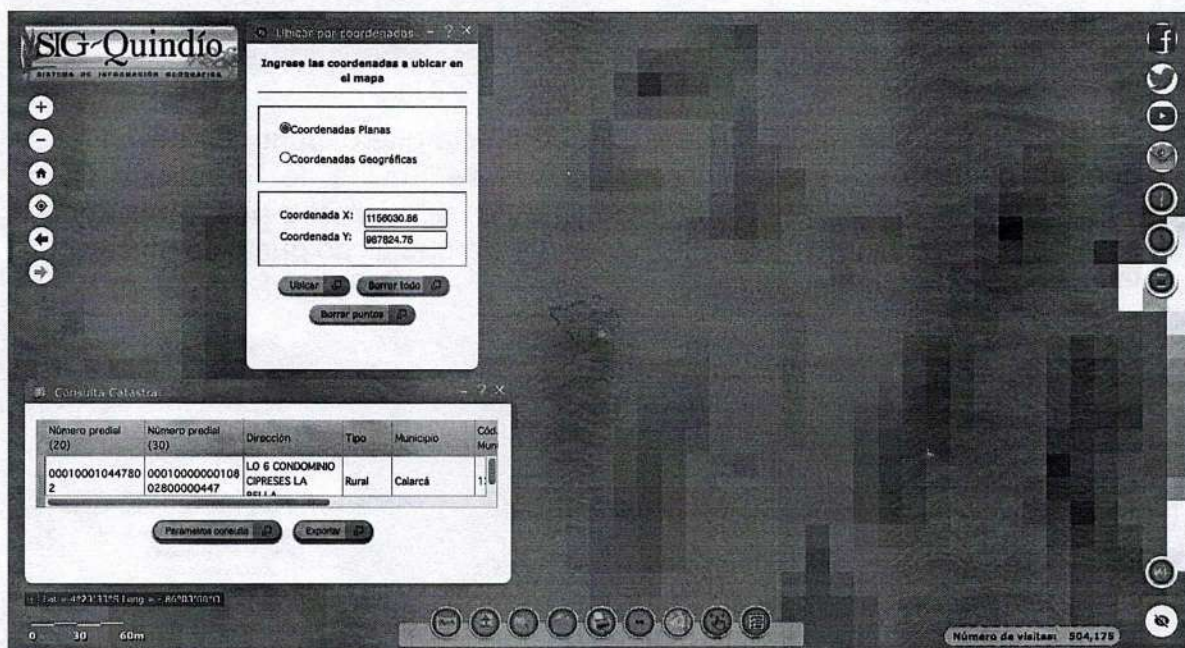 SIG-Quindío
SISTEMA DE INFORMACIÓN GEOGRÁFICA
Ubicar por coordenadas
Ingrese las coordenadas a ubicar en
el mapa
Coordenadas Planas
Coordenadas Geográficas
Coordenada X: 1156030.86
Coordenada Y: 987824.75
Ubicar
Borrar todo
Borrar puntos
Consulta Catastral
Número predial
(20)
Número predial
(30)
Dirección
Tipo
Municipio
Cód.
Mun
00010001044780
2
00010000000108
02800000447
LO 6 CONDOMINIO
CIPRESES LA
BELLA
Rural
Calarcá
Parámetros consulta
Exportar
0 30 60m
Número de visitas: 504,175